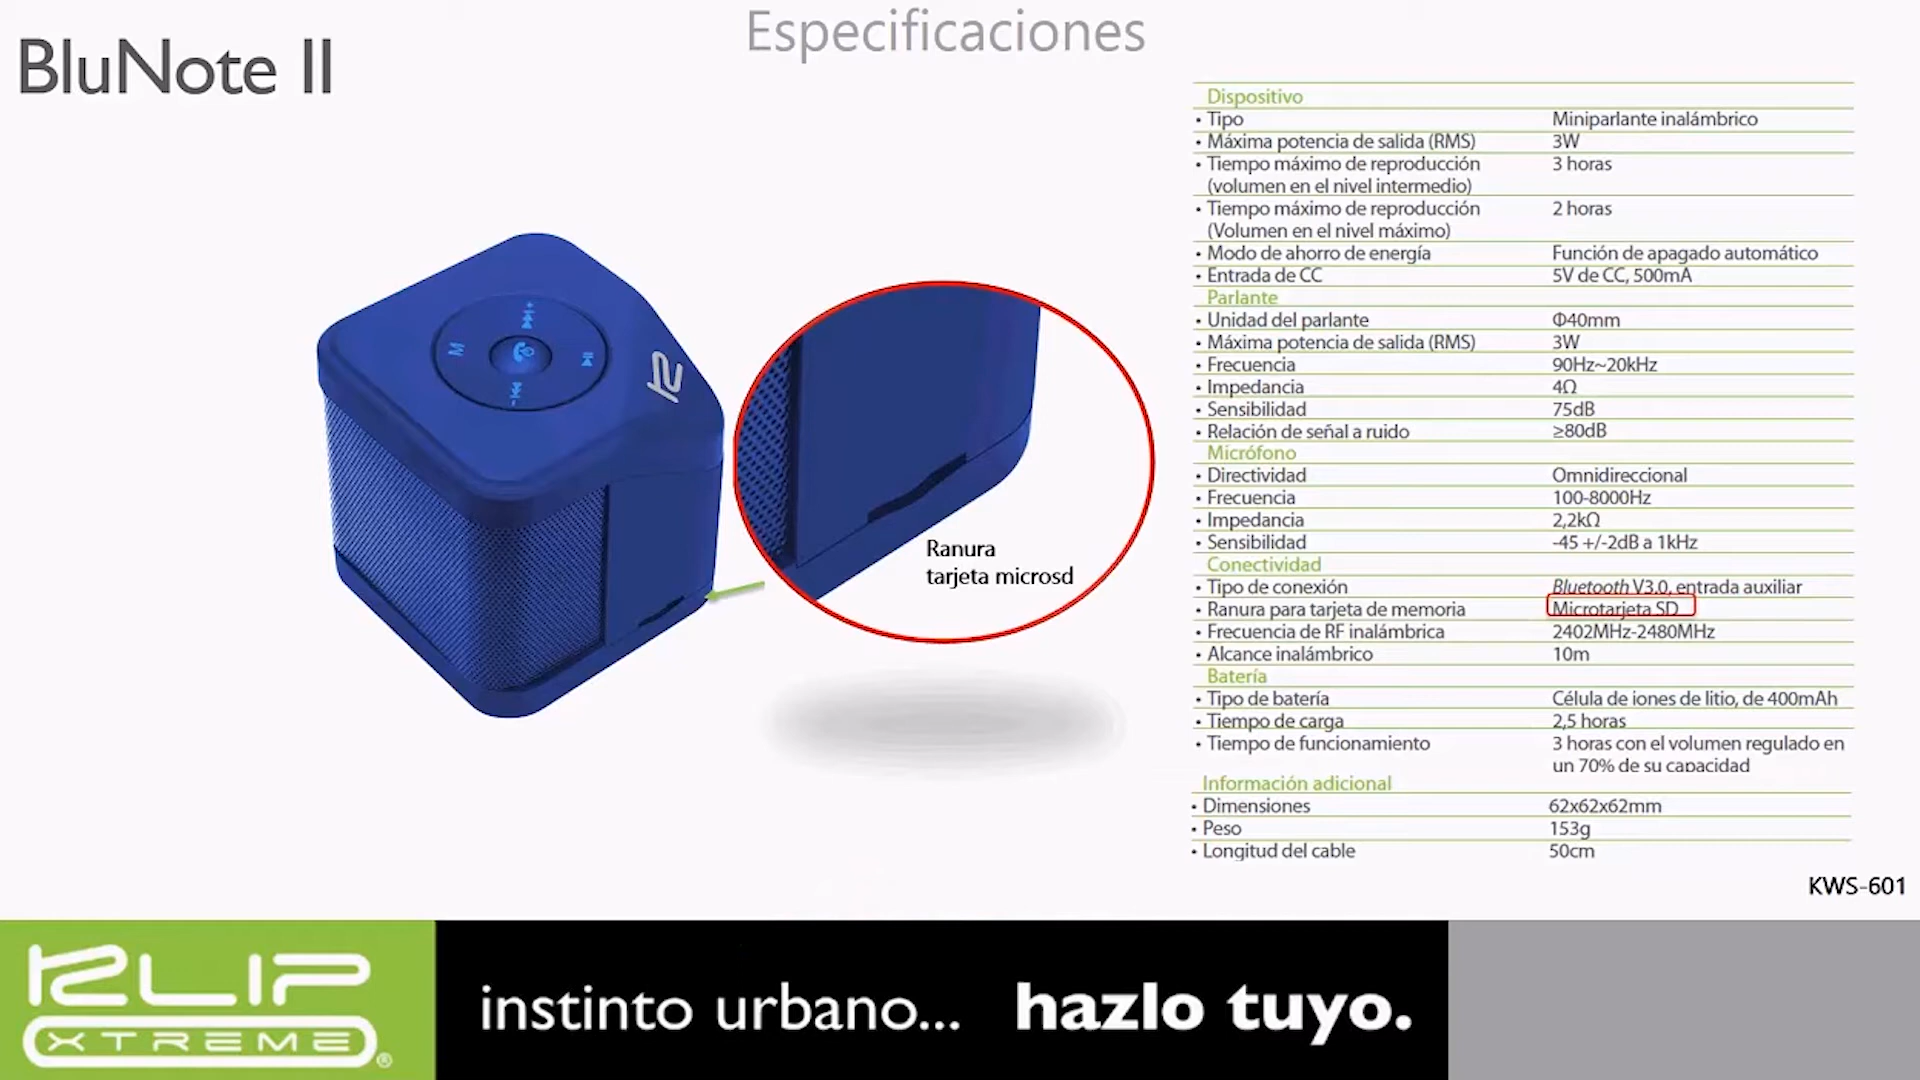 Especificaciones
BluNote II
Dispositivo
• Tipo Miniparlante inalámbrico
• Máxima potencia de salida (RMS) 3W
• Tiempo máximo de reproducción 3 horas
(volumen en el nivel intermedio)
• Tiempo máximo de reproducción 2 horas
(Volumen en el nivel máximo)
• Modo de ahorro de energía Función de apagado automático
• Entrada de CC 5V de CC, 500mA
Parlante
• Unidad del parlante Φ40mm
• Máxima potencia de salida (RMS) 3W
• Frecuencia 90Hz~20kHz
• Impedancia 4Ω
• Sensibilidad 75dB
• Relación de señal a ruido ≥80dB
Micrófono
• Directividad Omnidireccional
• Frecuencia 100-8000Hz
• Impedancia 2,2kΩ
• Sensibilidad -45 +/-2dB a 1kHz
Conectividad
• Tipo de conexión Bluetooth V3.0, entrada auxiliar
• Ranura para tarjeta de memoria Microtarjeta SD
• Frecuencia de RF inalámbrica 2402MHz-2480MHz
• Alcance inalámbrico 10m
Batería
• Tipo de batería Célula de iones de litio, de 400mAh
• Tiempo de carga 2,5 horas
• Tiempo de funcionamiento 3 horas con el volumen regulado en
un 70% de su capacidad
Información adicional
• Dimensiones 62x62x62mm
• Peso 153g
• Longitud del cable 50cm
M
Ranura
tarjeta microsd
KWS-601
KLIP
XTREME®
instinto urbano... hazlo tuyo.